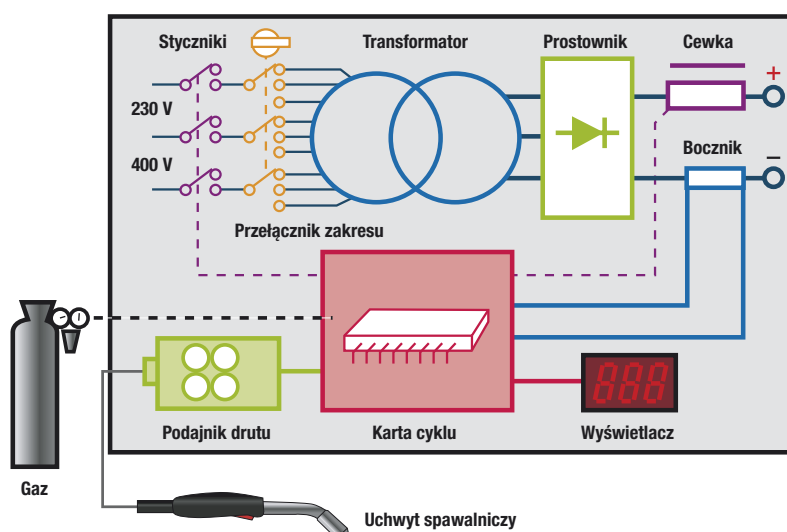 Styczniki
Transformator
Prostownik
Cewka
+
230 V
400 V
Bocznik
−
Przełącznik zakresu
888
Podajnik drutu
Karta cyklu
Wyświetlacz
Gaz
Uchwyt spawalniczy